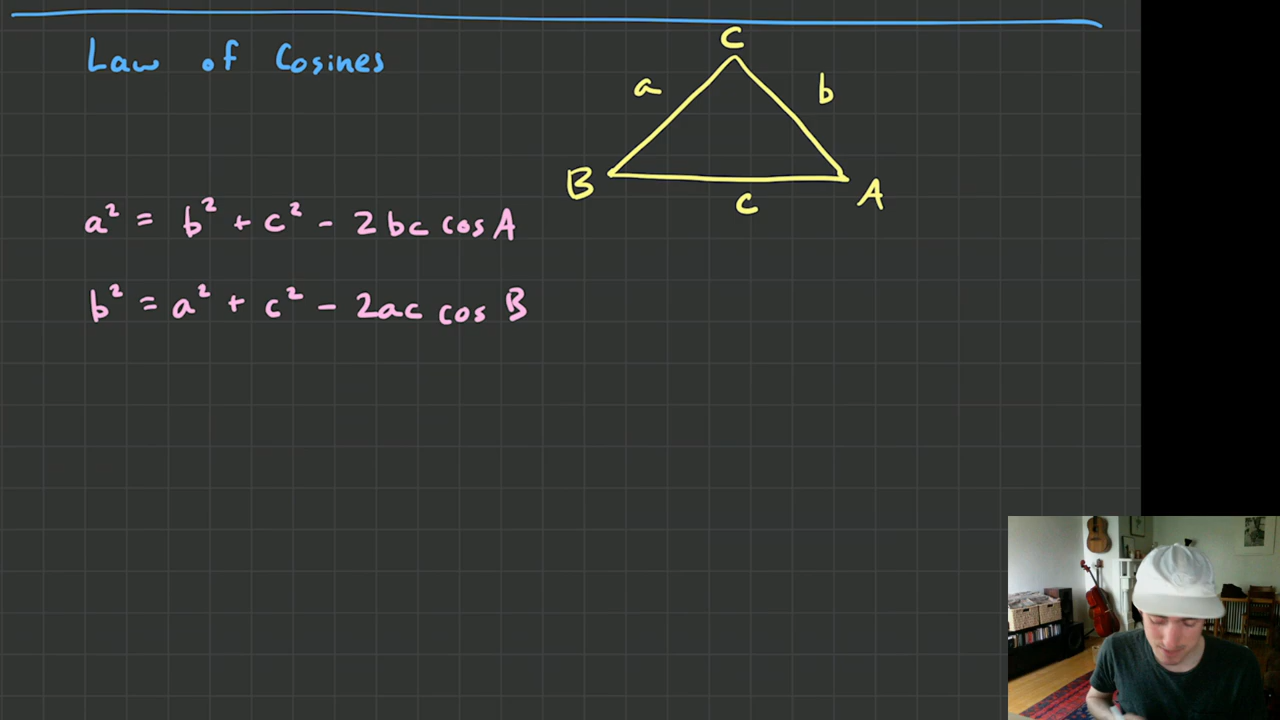 Law of Cosines
C
a
b
B
c
A
a² = b² + c² - 2bc cos A
b² = a² + c² - 2ac cos B